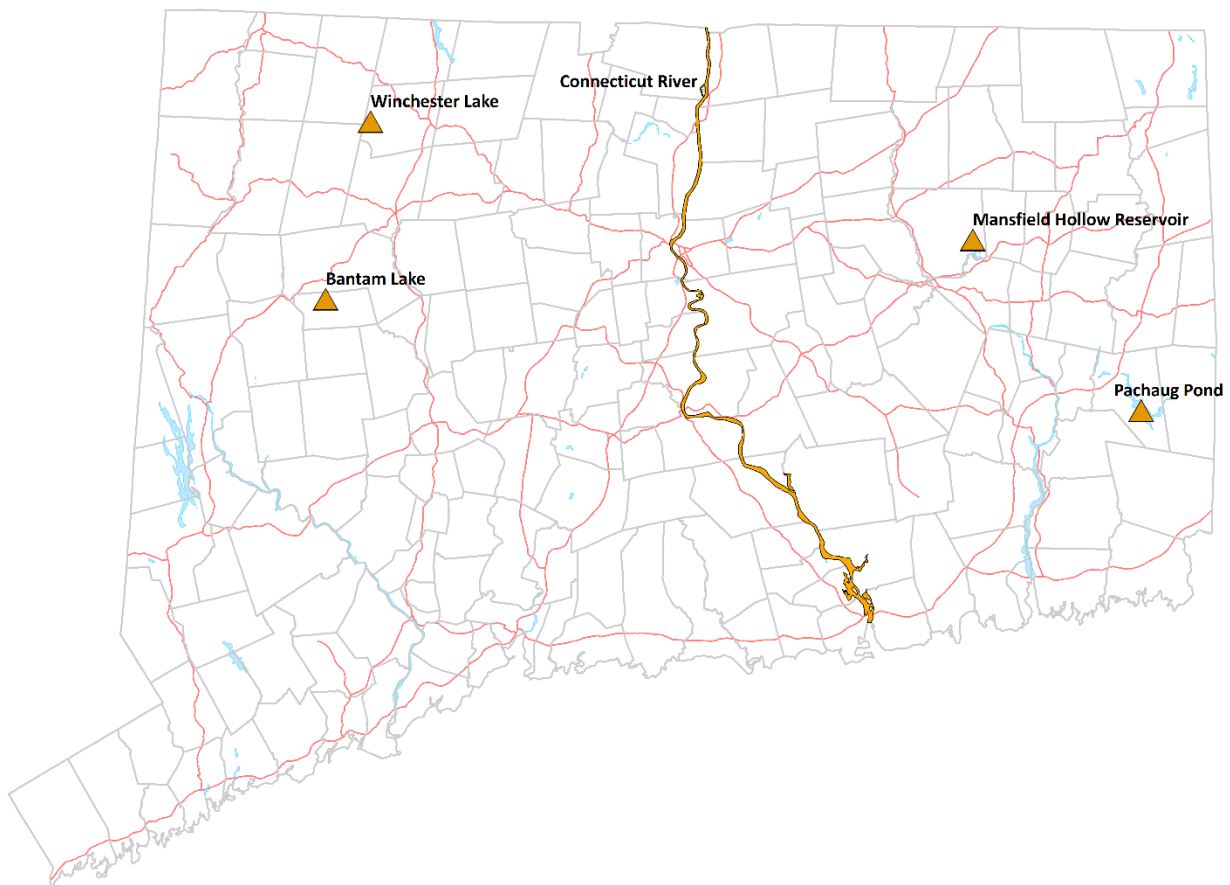 Connecticut River
Winchester Lake
Mansfield Hollow Reservoir
Bantam Lake
Pachaug Pond